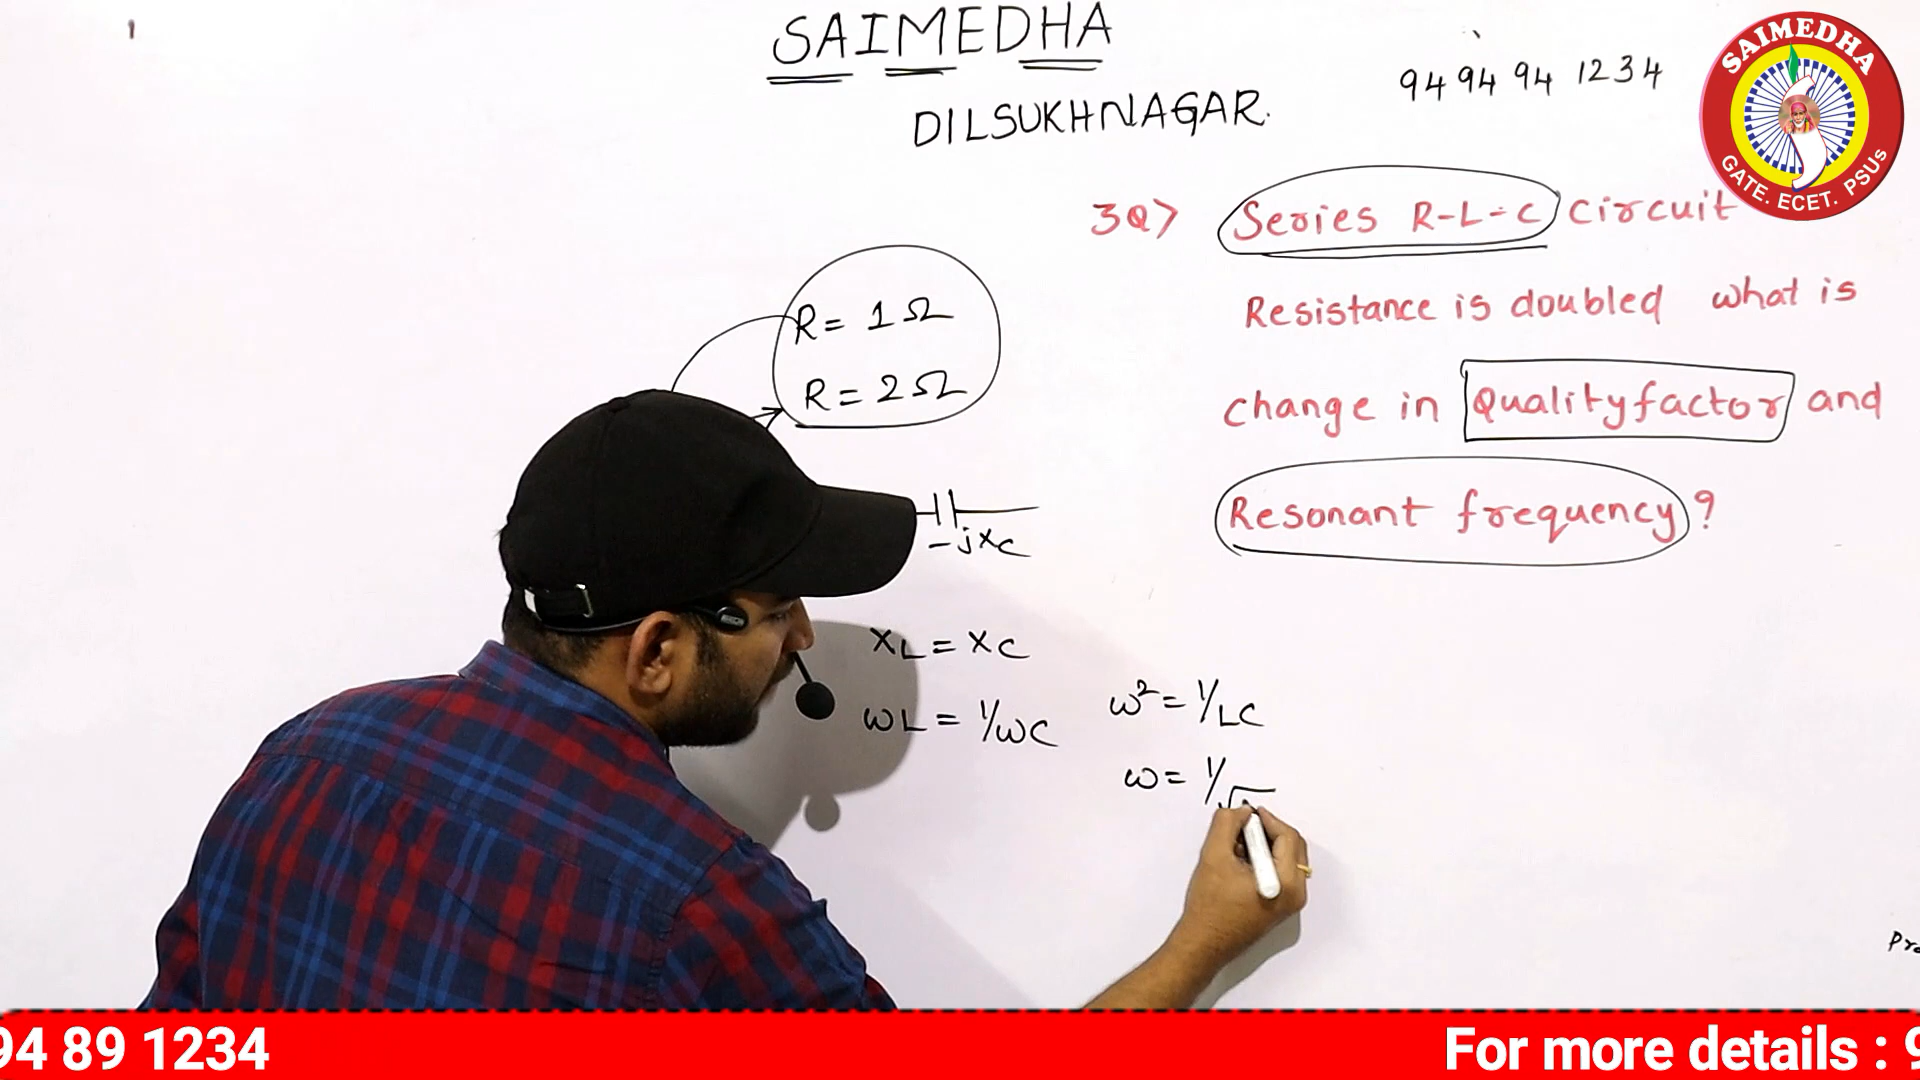 SAIMEDHA
DILSUKHNAGAR.
94 94 94 1234
SAIMEDHA
GATE. ECET. PSUs
3Q> Series R-L-C circuit
Resistance is doubled what is
change in Qualityfactor and
Resonant frequency?
R = 1Ω
R = 2Ω
-jXC
XL = XC
ωL = 1/ωC
ω² = 1/LC
ω = 1/√
94 89 1234
For more details : 9